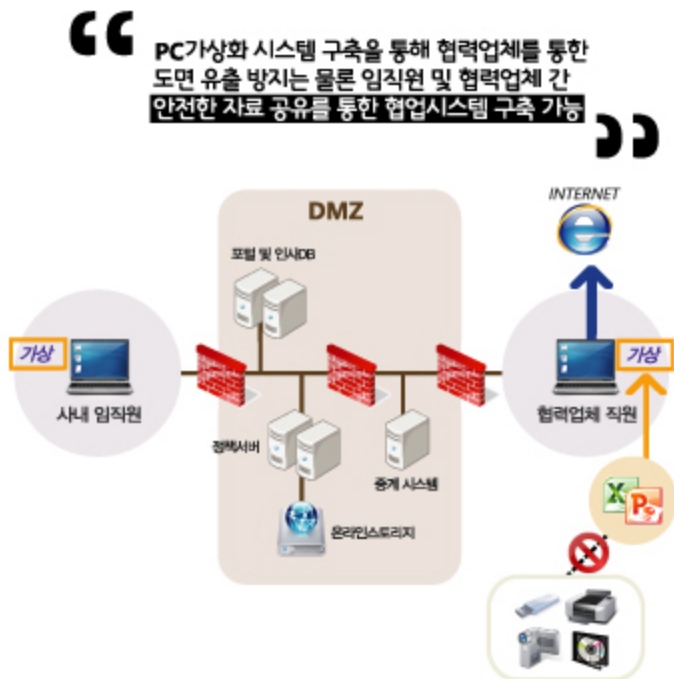 PC가상화 시스템 구축을 통해 협력업체를 통한
도면 유출 방지는 물론 임직원 및 협력업체 간
안전한 자료 공유를 통한 협업시스템 구축 가능
INTERNET
DMZ
포털 및 인사DB
가상
가상
사내 임직원
협력업체 직원
정책서버
중계 시스템
온라인스토리지